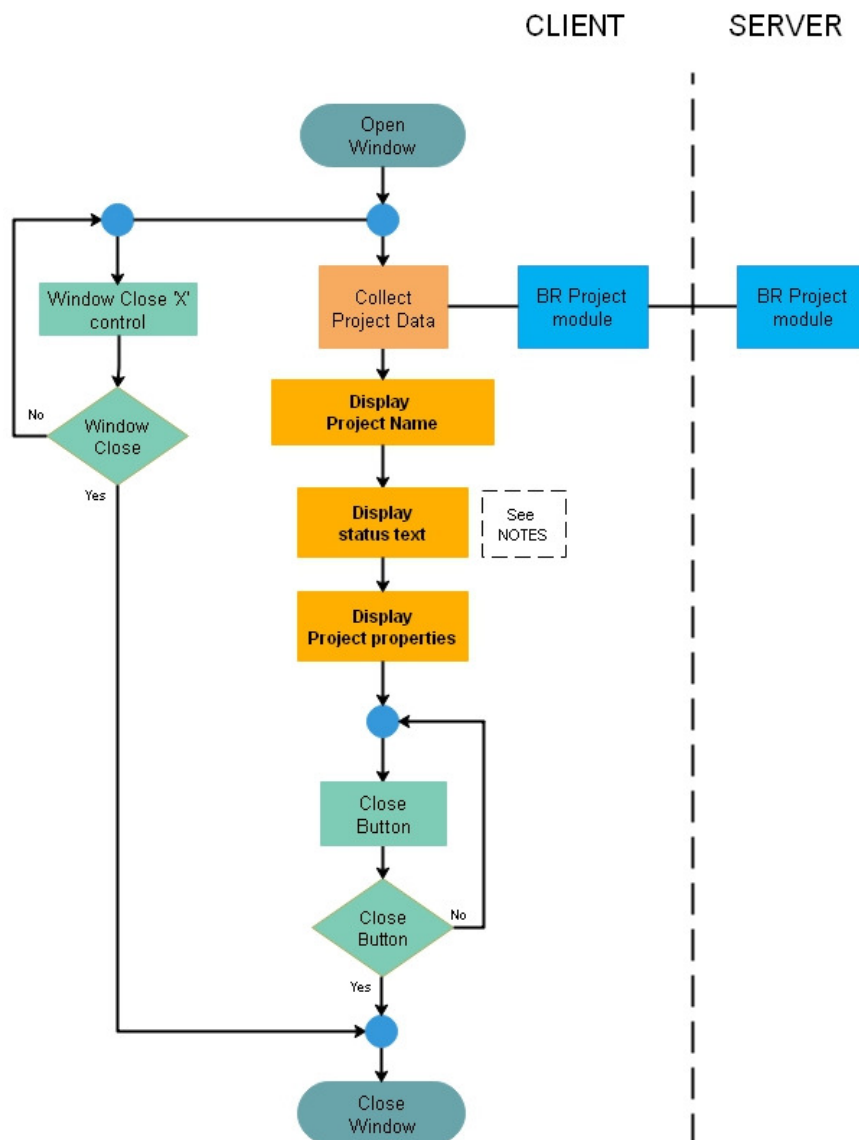 CLIENT
SERVER
Open
Window
Window Close 'X'
control
Collect
Project Data
BR Project
module
BR Project
module
Display
Project Name
No
Window
Close
Yes
Display
status text
See
NOTES
Display
Project properties
Close
Button
Close
Button
No
Yes
Close
Window